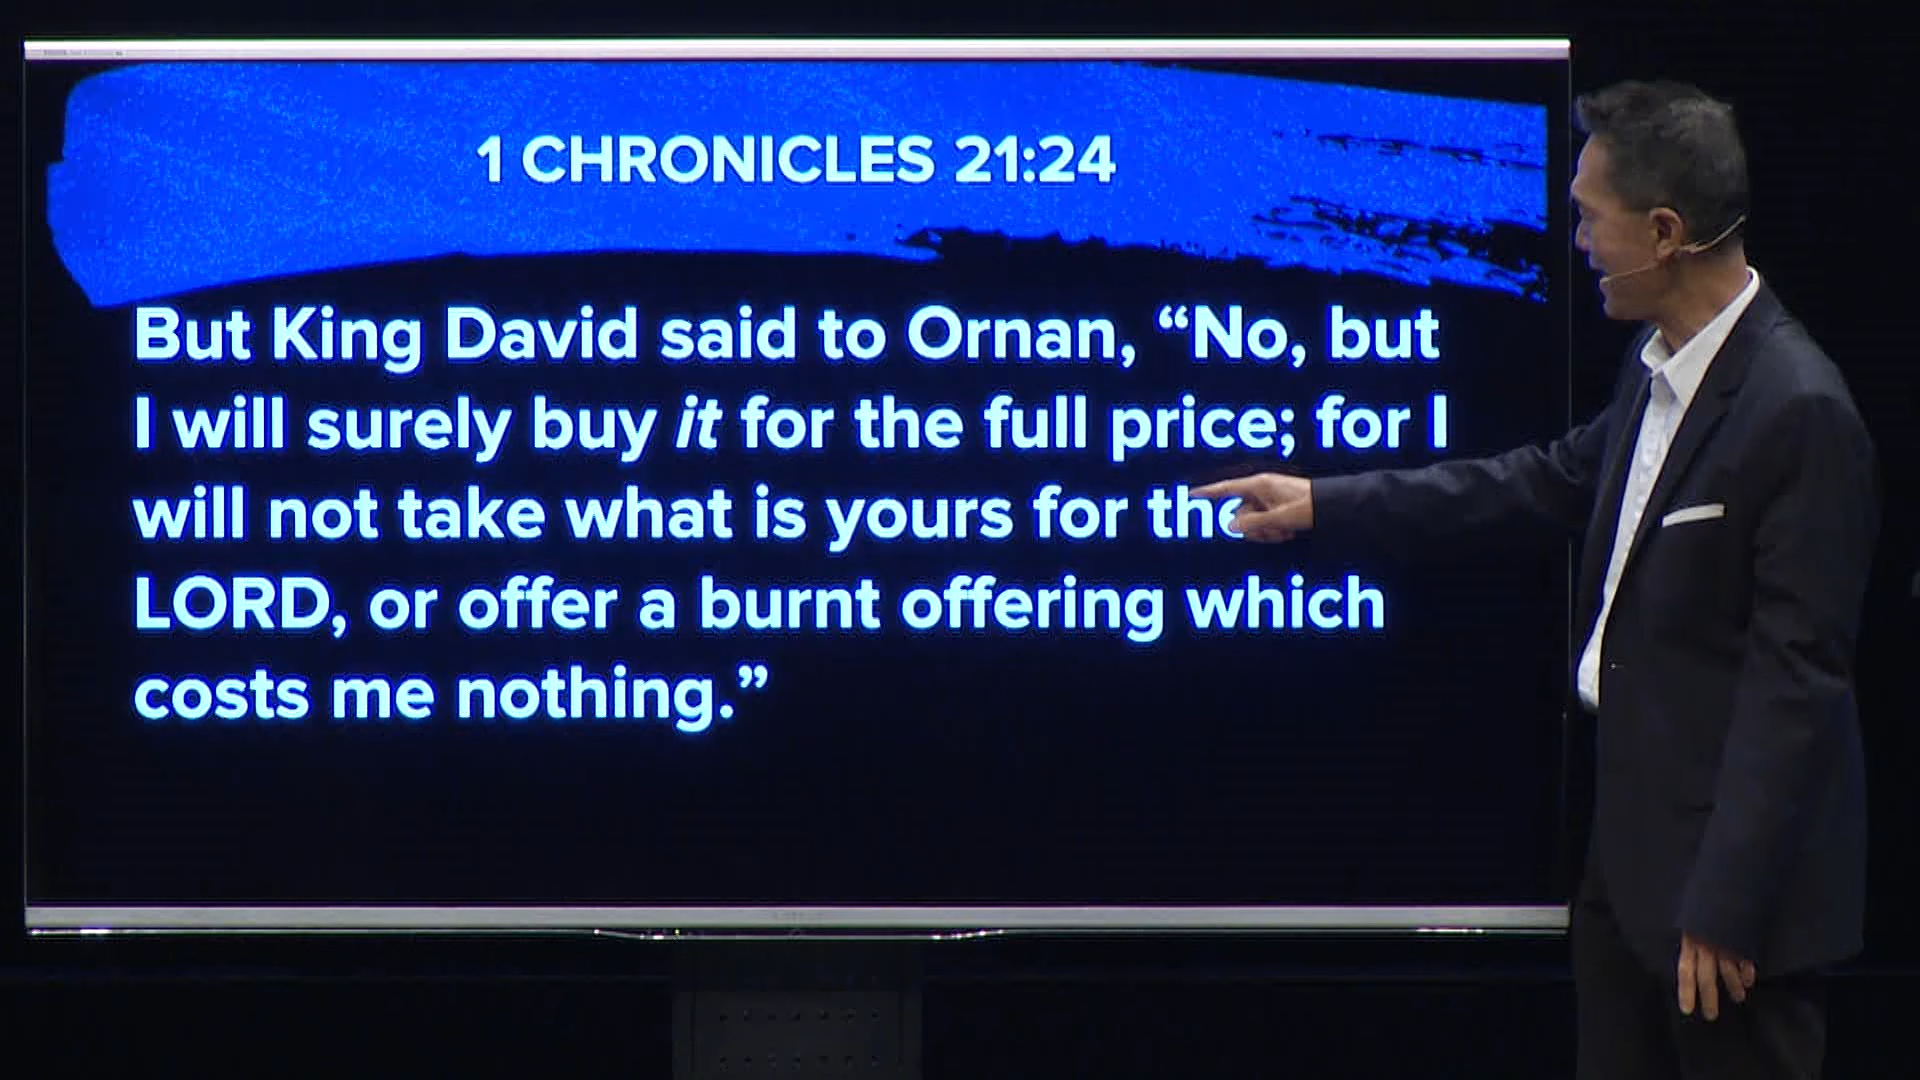 1 CHRONICLES 21:24
But King David said to Ornan, “No, but
I will surely buy it for the full price; for I
will not take what is yours for the
LORD, or offer a burnt offering which
costs me nothing.”